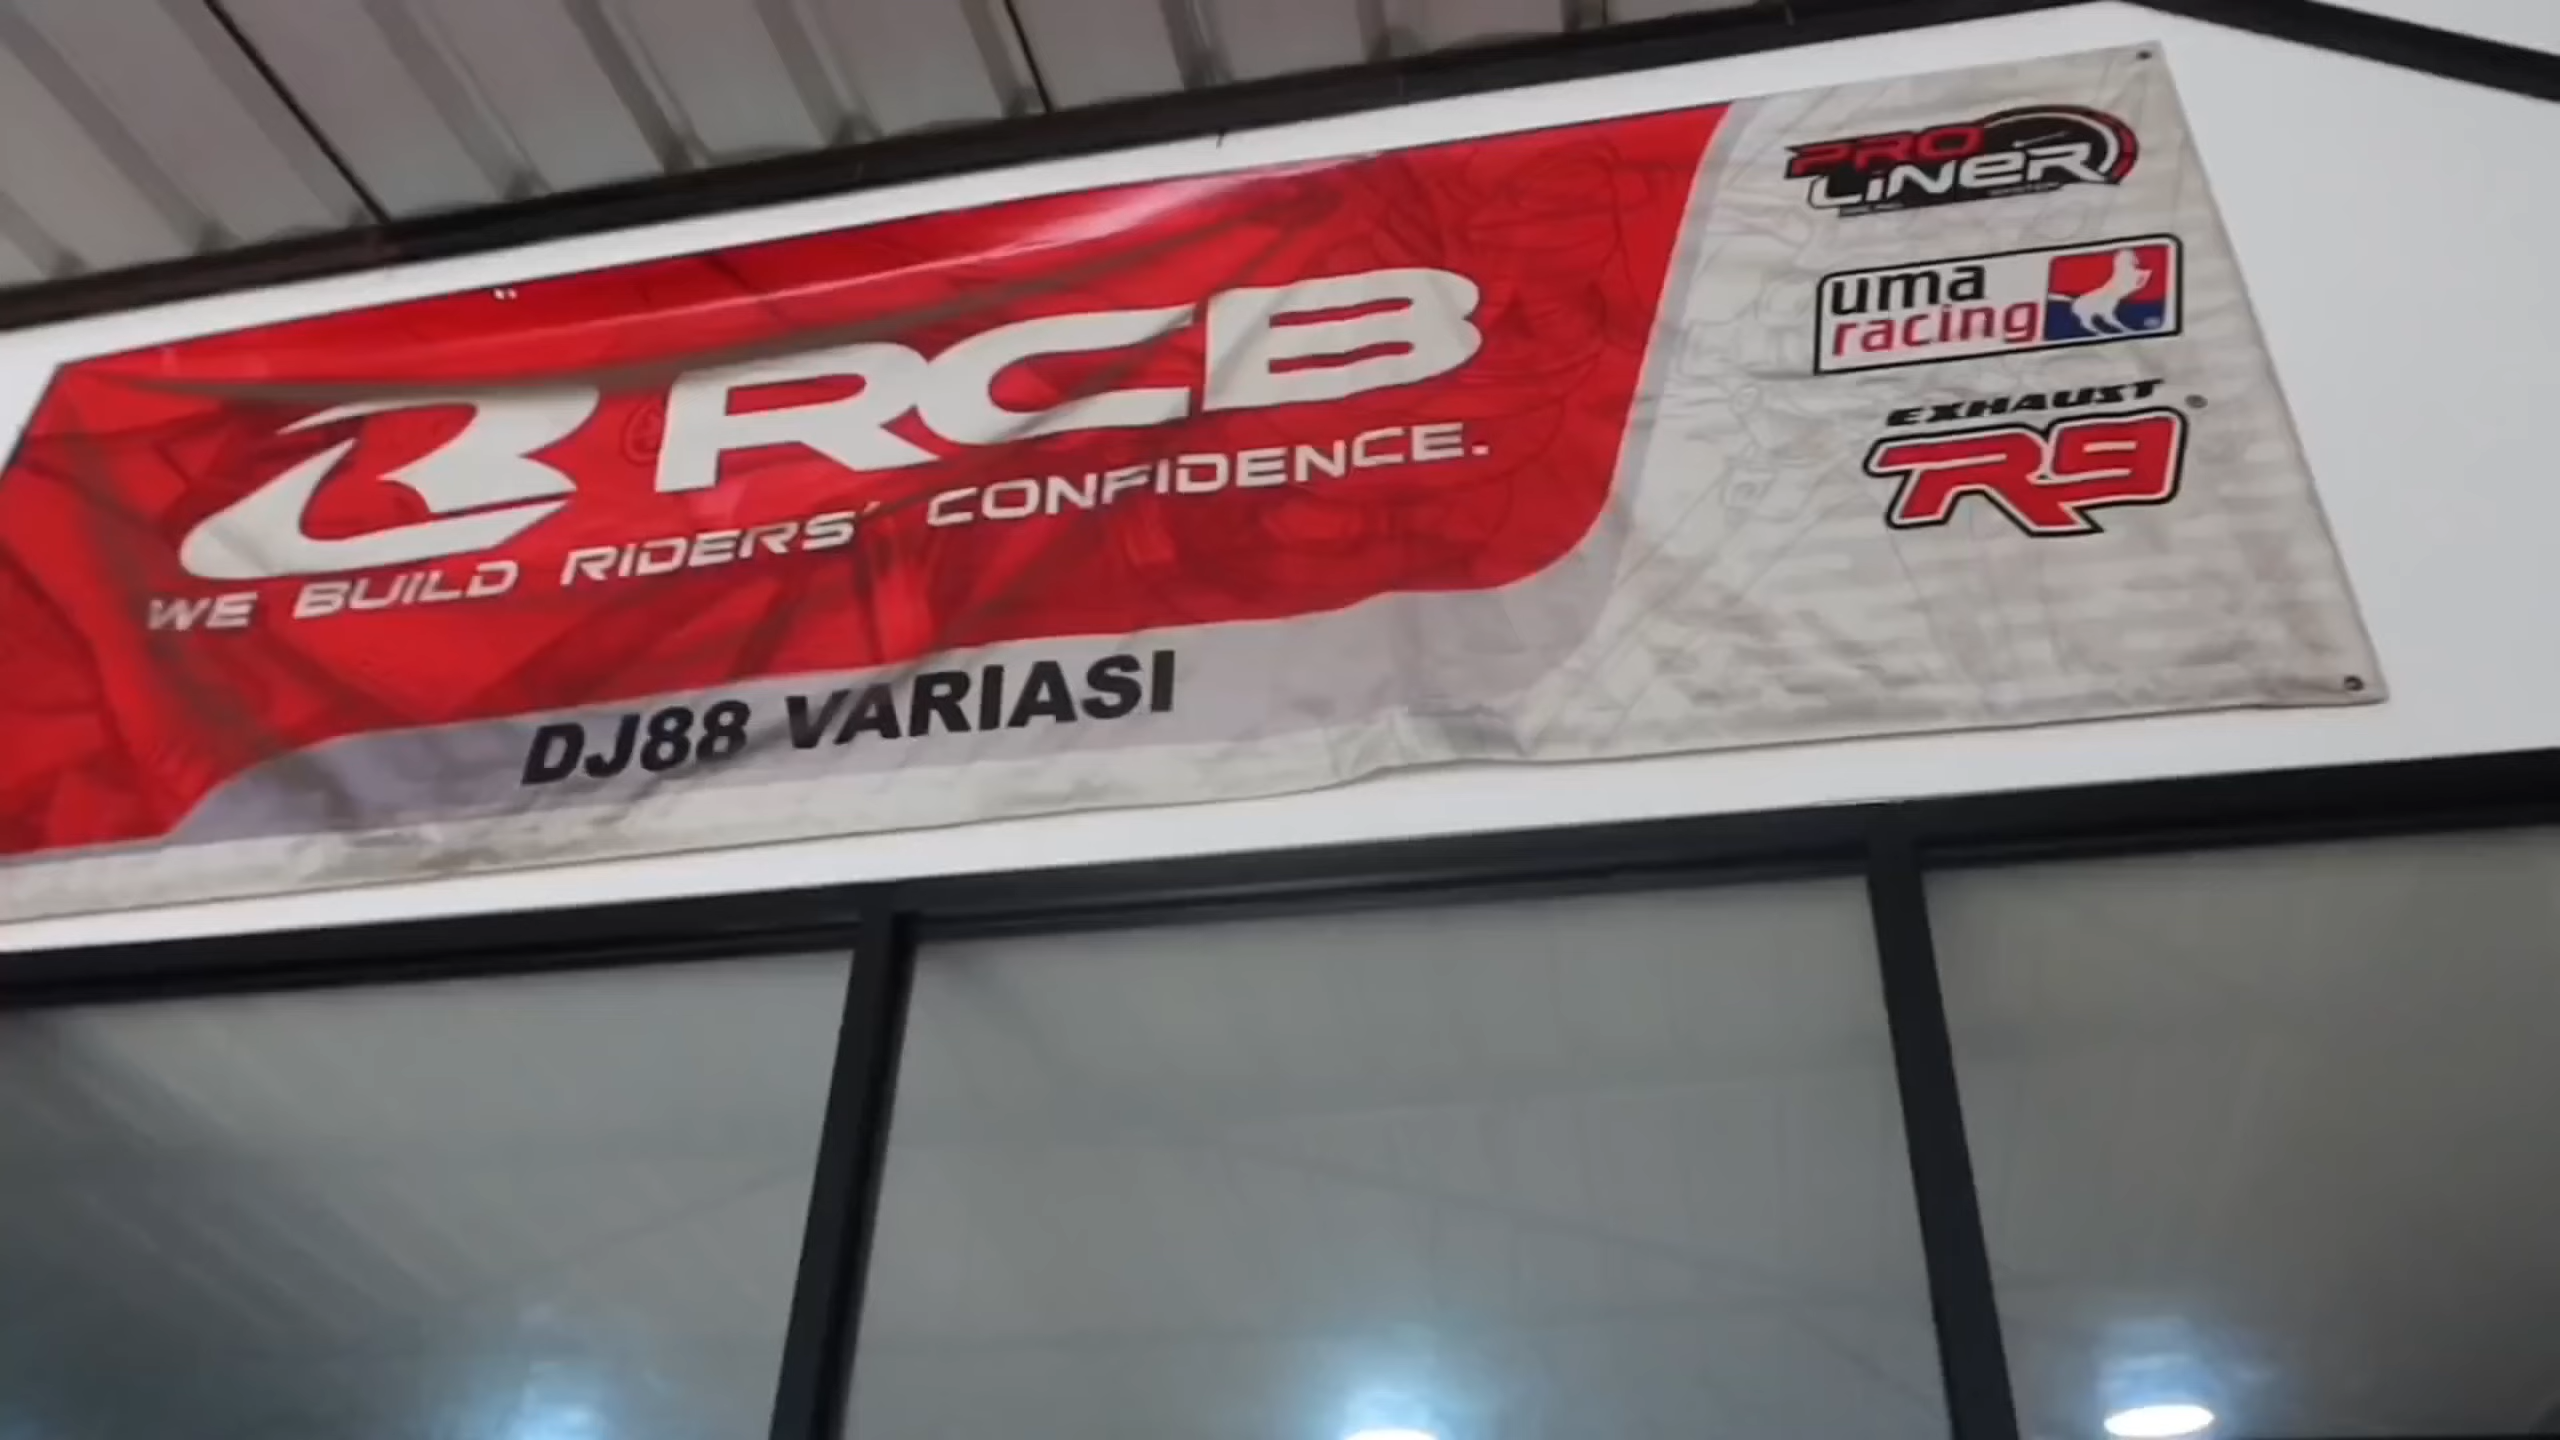 RCB
WE BUILD RIDERS' CONFIDENCE.
DJ88 VARIASI
PRO
LINER
uma
racing
EXHAUST
R9